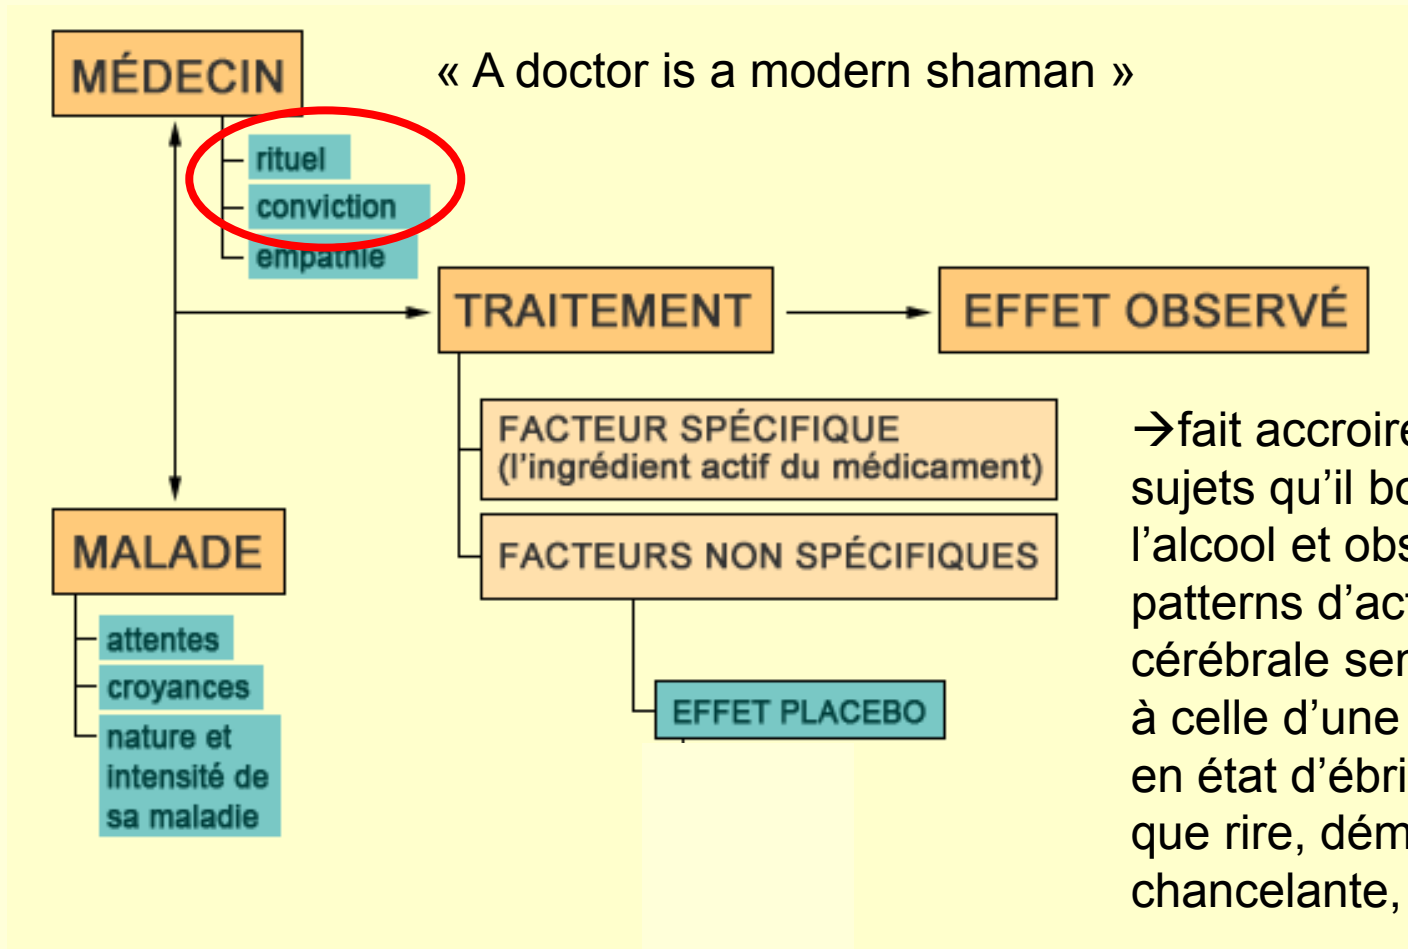 MÉDECIN
« A doctor is a modern shaman »
rituel
conviction
empathie
TRAITEMENT
EFFET OBSERVÉ
FACTEUR SPÉCIFIQUE
(l'ingrédient actif du médicament)
FACTEURS NON SPÉCIFIQUES
EFFET PLACEBO
MALADE
attentes
croyances
nature et
intensité de
sa maladie
→fait accroire
sujets qu’il
l’alcool et
patterns
cérébrale
à celle d’une
en état
que rire,
chancelante,